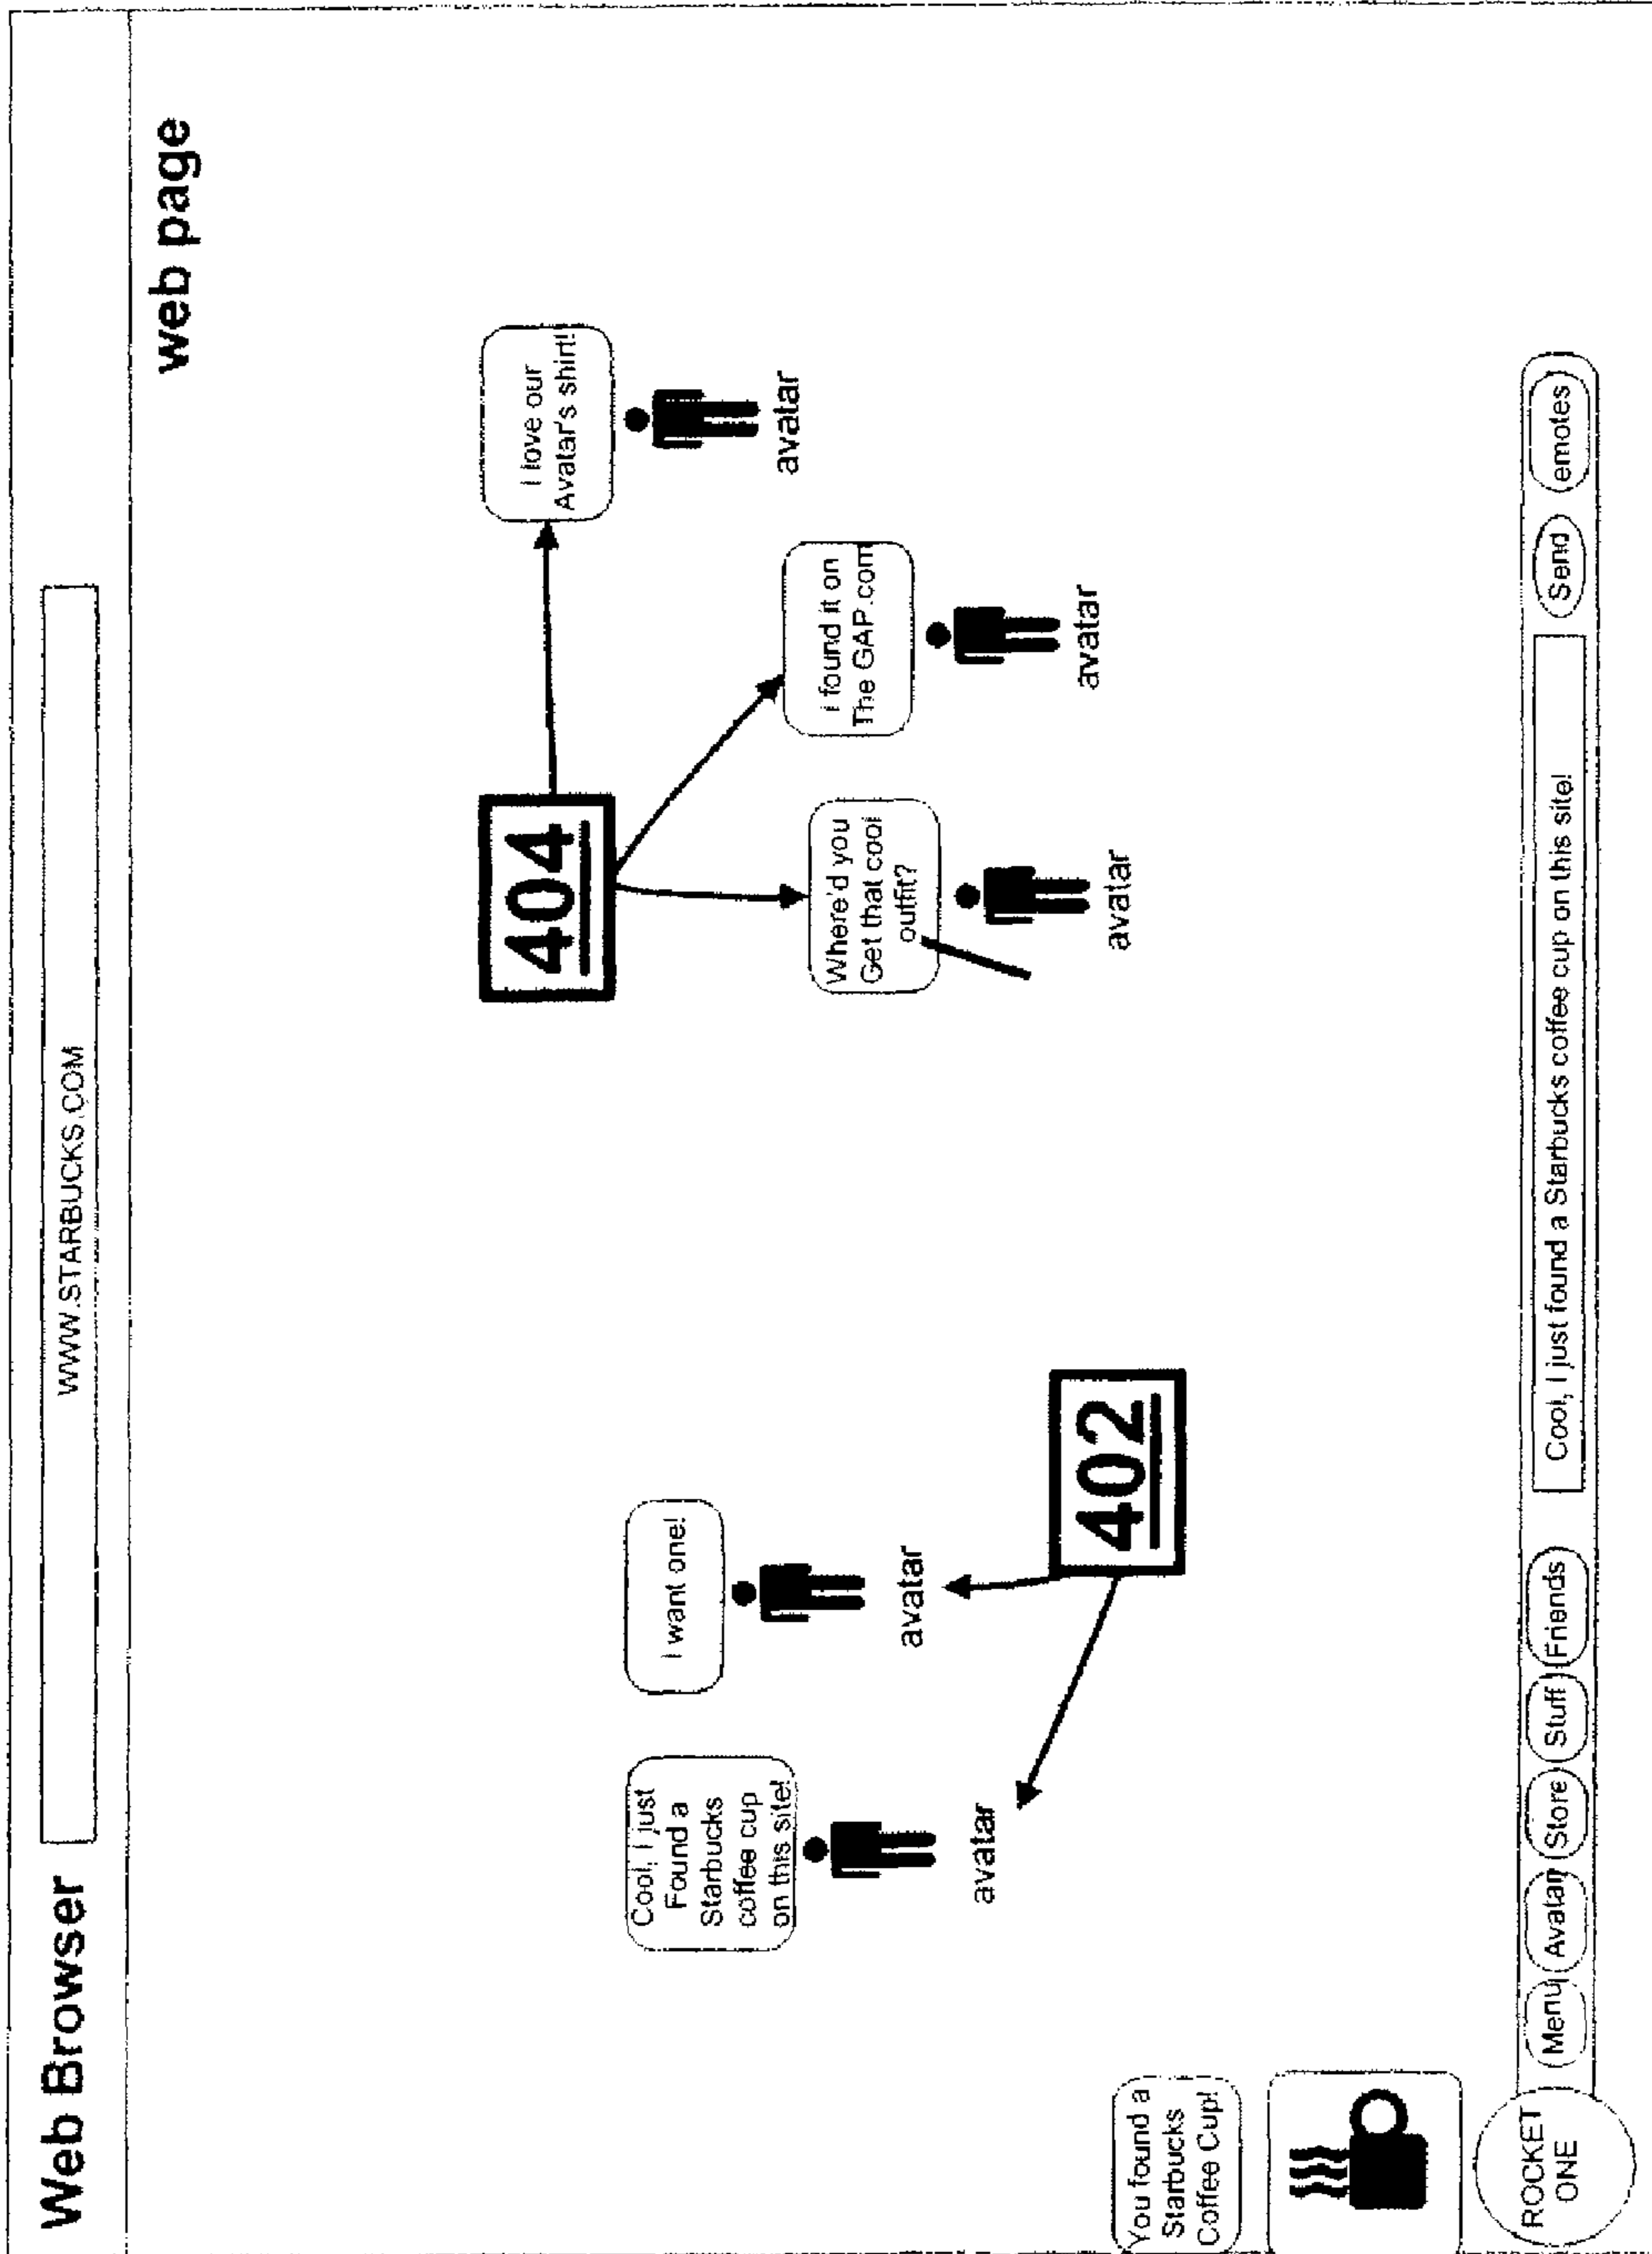 Web Browser
WWW.STARBUCKS.COM
web page
I love our
Avatar's shirt!
avatar
404
i found it on
The GAP.com
avatar
Where'd you
Get that cool
outfit?
avatar
I want one!
avatar
Cool, I just
Found a
Starbucks
coffee cup
on this site!
avatar
402
You found a
Starbucks
Coffee Cup!
ROCKET
ONE
Menu
Avatar
Store
Stuff
Friends
Cool, I just found a Starbucks coffee cup on this site!
Send
emotes